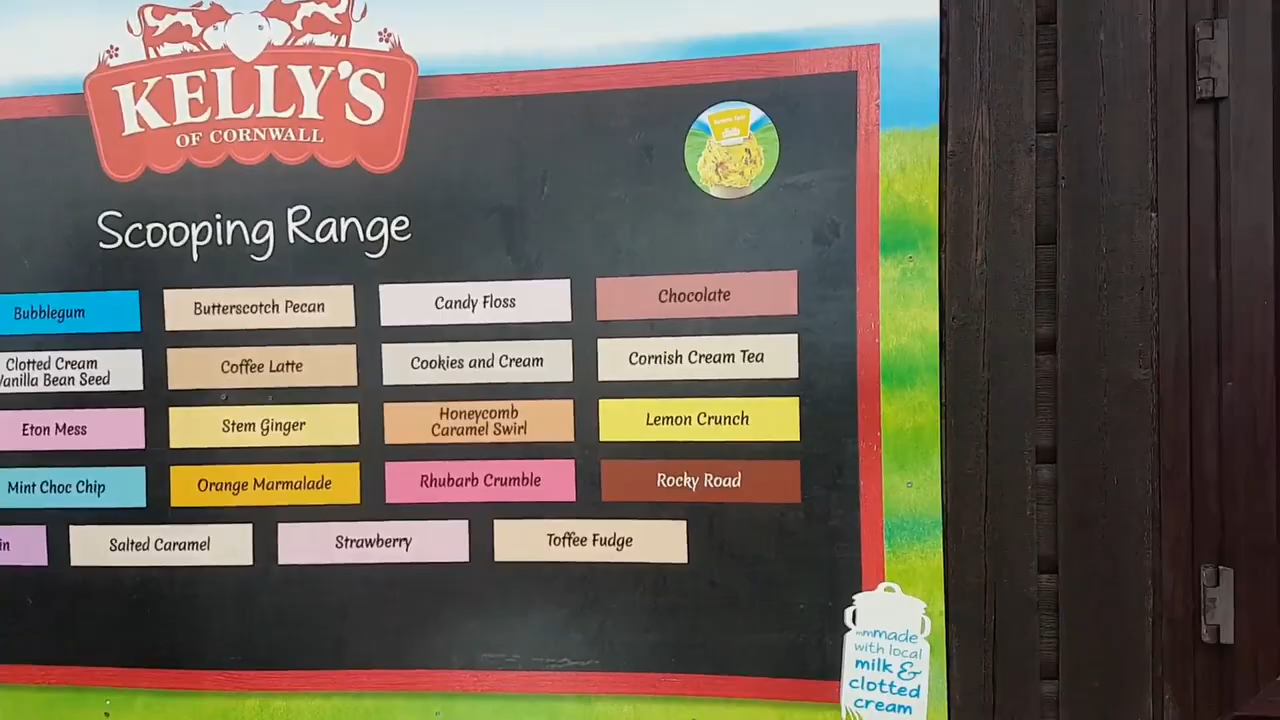 KELLY'S
OF CORNWALL
Scooping Range
Bubblegum
Butterscotch Pecan
Candy Floss
Chocolate
Clotted Cream
Vanilla Bean Seed
Coffee Latte
Cookies and Cream
Cornish Cream Tea
Eton Mess
Stem Ginger
Honeycomb
Caramel Swirl
Lemon Crunch
Mint Choc Chip
Orange Marmalade
Rhubarb Crumble
Rocky Road
in
Salted Caramel
Strawberry
Toffee Fudge
mmmade
with local
milk &
clotted
cream